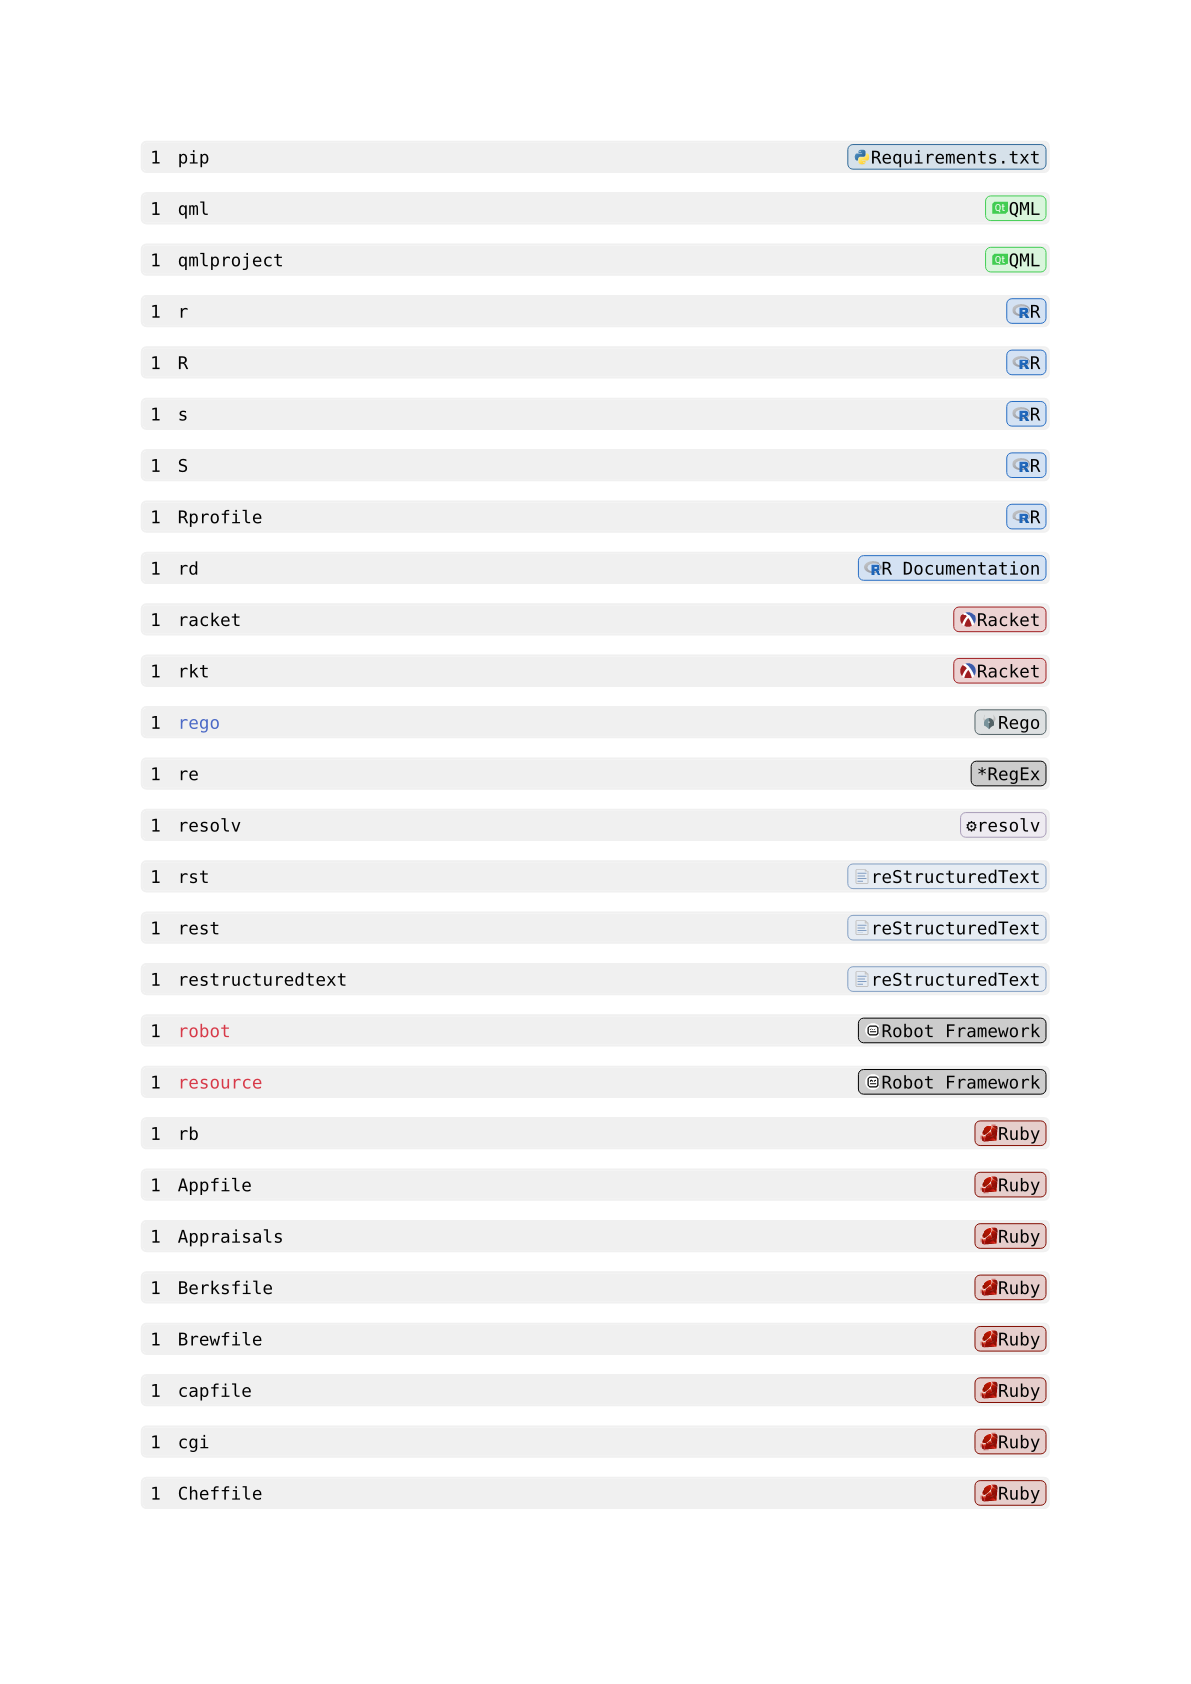 1 pip Requirements.txt
1 qml QML
1 qmlproject QML
1 r R
1 R R
1 s R
1 S R
1 Rprofile R
1 rd R Documentation
1 racket Racket
1 rkt Racket
1 rego Rego
1 re *RegEx
1 resolv ⚙resolv
1 rst reStructuredText
1 rest reStructuredText
1 restructuredtext reStructuredText
1 robot Robot Framework
1 resource Robot Framework
1 rb Ruby
1 Appfile Ruby
1 Appraisals Ruby
1 Berksfile Ruby
1 Brewfile Ruby
1 capfile Ruby
1 cgi Ruby
1 Cheffile Ruby